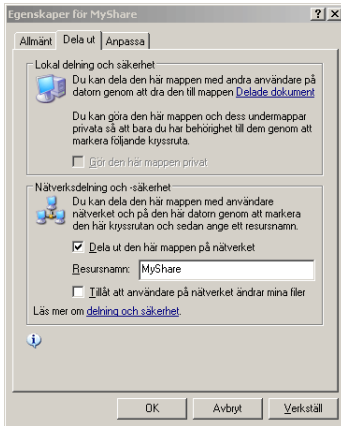 Egenskaper för MyShare
Allmänt Dela ut Anpassa
Lokal delning och säkerhet
Du kan dela den här mappen med andra användare på
datorn genom att dra den till mappen Delade dokument
Du kan göra den här mappen och dess undermappar
privata så att bara du har behörighet till dem genom att
markera följande kryssruta.
Gör den här mappen privat
Nätverksdelning och -säkerhet
Du kan dela den här mappen med användare
nätverket och på den här datorn genom att markera
den här kryssrutan och sedan ange ett resursnamn.
Dela ut den här mappen på nätverket
Resursnamn: MyShare
Tillåt att användare på nätverket ändrar mina filer
Läs mer om delning och säkerhet.
OK Avbryt Verkställ